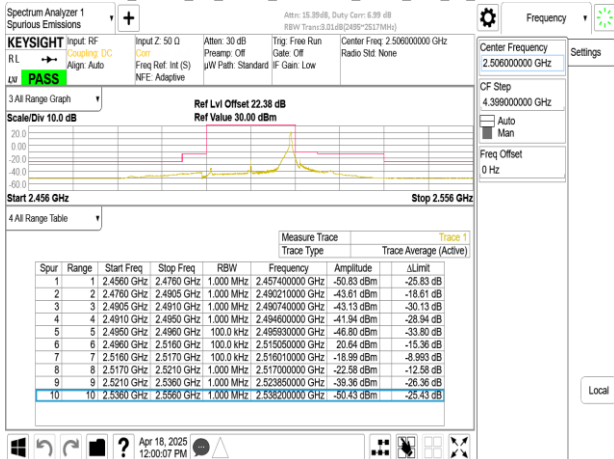 Spectrum Analyzer 1
Spurious Emissions
Attn: 15.39dB, Duty Corr: 6.99 dB
RBW Trans:3.01dB(2495~2517MHz)
Frequency
KEYSIGHT
RL
LXI
PASS
Input: RF
Coupling: DC
Align: Auto
Input Z: 50 Ω
Corr
Freq Ref: Int (S)
NFE: Adaptive
Atten: 30 dB
Preamp: Off
µW Path: Standard
Trig: Free Run
Gate: Off
IF Gain: Low
Center Freq: 2.506000000 GHz
Radio Std: None
Center Frequency
2.506000000 GHz
Settings
CF Step
4.399000000 GHz
Auto
Man
Freq Offset
0 Hz
3 All Range Graph
Scale/Div 10.0 dB
Ref Lvl Offset 22.38 dB
Ref Value 30.00 dBm
20.0
0.00
-20.0
-40.0
-60.0
Start 2.456 GHz
Stop 2.556 GHz
4 All Range Table
Measure Trace Trace 1
Trace Type Trace Average (Active)
Spur Range Start Freq Stop Freq RBW Frequency Amplitude ΔLimit
1 1 2.4560 GHz 2.4760 GHz 1.000 MHz 2.457400000 GHz -50.83 dBm -25.83 dB
2 2 2.4760 GHz 2.4905 GHz 1.000 MHz 2.490210000 GHz -43.61 dBm -18.61 dB
3 3 2.4905 GHz 2.4910 GHz 1.000 MHz 2.490740000 GHz -43.13 dBm -30.13 dB
4 4 2.4910 GHz 2.4950 GHz 1.000 MHz 2.494600000 GHz -41.94 dBm -28.94 dB
5 5 2.4950 GHz 2.4960 GHz 100.0 kHz 2.495930000 GHz -46.80 dBm -33.80 dB
6 6 2.4960 GHz 2.5160 GHz 100.0 kHz 2.515050000 GHz 20.64 dBm -15.36 dB
7 7 2.5160 GHz 2.5170 GHz 100.0 kHz 2.516010000 GHz -18.99 dBm -8.993 dB
8 8 2.5170 GHz 2.5210 GHz 1.000 MHz 2.517000000 GHz -22.58 dBm -12.58 dB
9 9 2.5210 GHz 2.5360 GHz 1.000 MHz 2.523850000 GHz -39.36 dBm -26.36 dB
10 10 2.5360 GHz 2.5560 GHz 1.000 MHz 2.538200000 GHz -50.43 dBm -25.43 dB
Local
Apr 18, 2025
12:00:07 PM